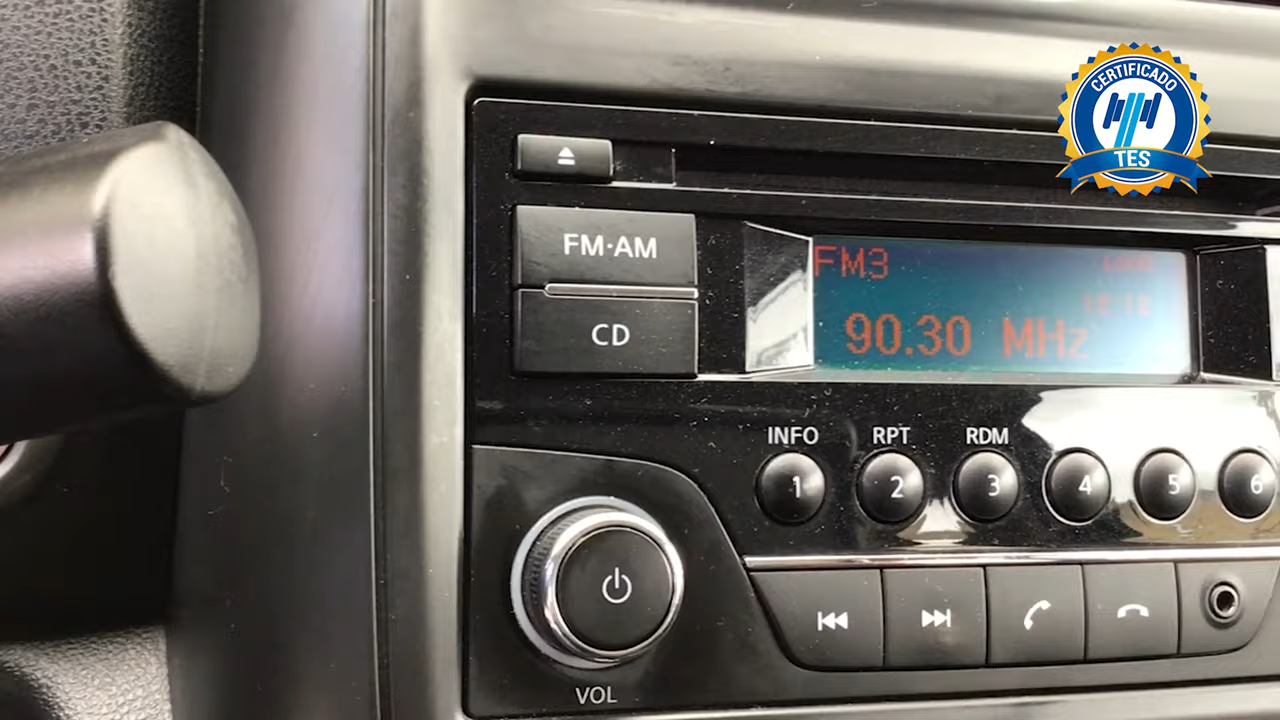 CERTIFICADO
TES
FM·AM
CD
FM3
90.30 MHz
INFO RPT RDM
1 2 3 4 5 6
VOL